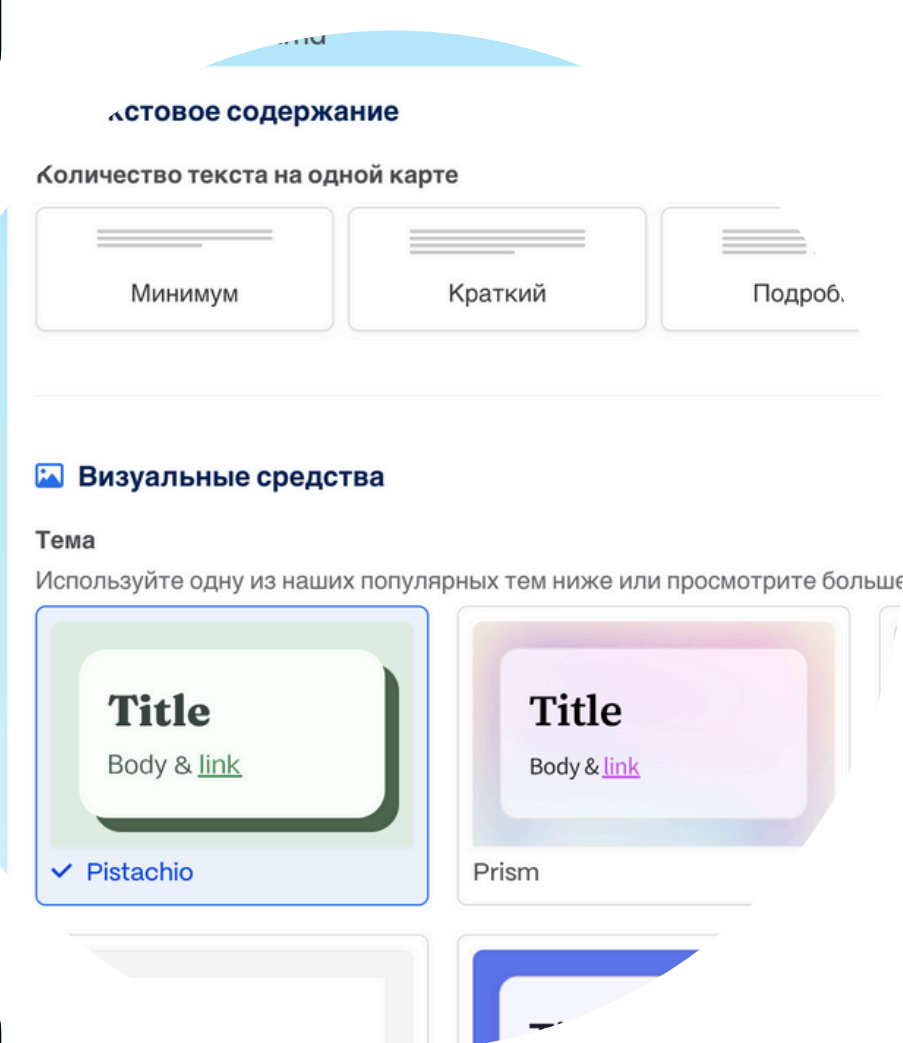 кстовое содержание
Количество текста на одной карте
Минимум
Краткий
Подроб
Визуальные средства
Тема
Используйте одну из наших популярных тем ниже или просмотрите больше
Title
Body & link
Title
Body & link
Pistachio
Prism